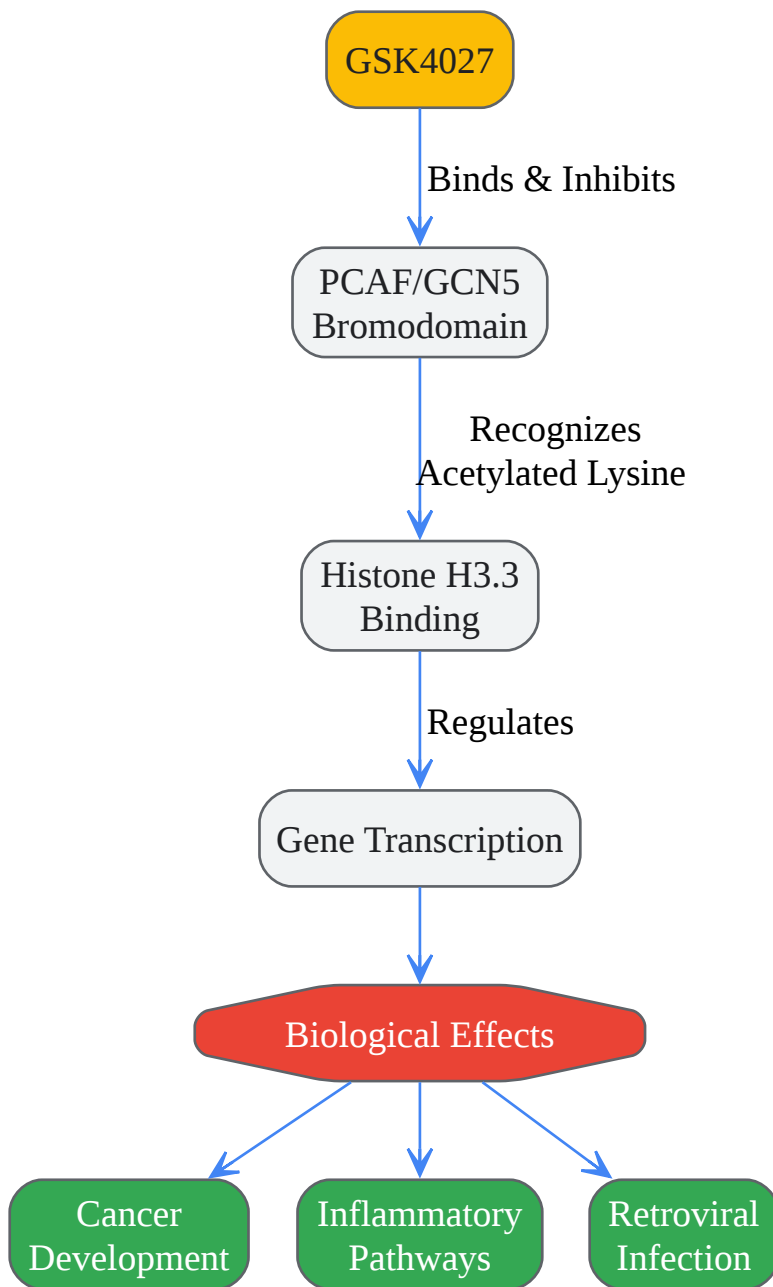 GSK4027
Binds & Inhibits
PCAF/GCN5
Bromodomain
Recognizes
Acetylated Lysine
Histone H3.3
Binding
Regulates
Gene Transcription
Biological Effects
Cancer
Development
Inflammatory
Pathways
Retroviral
Infection